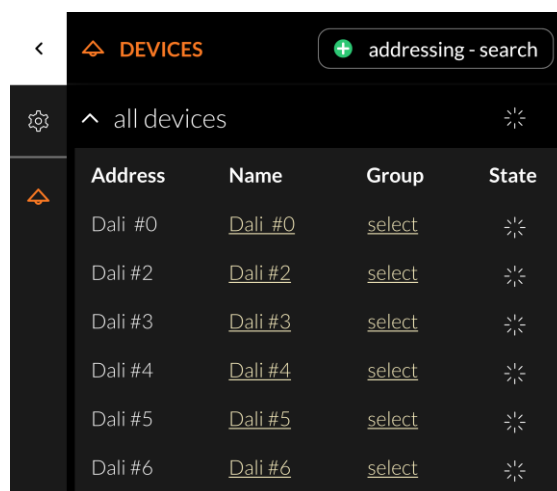 DEVICES addressing - search
all devices
Address Name Group State
Dali #0 Dali #0 select
Dali #2 Dali #2 select
Dali #3 Dali #3 select
Dali #4 Dali #4 select
Dali #5 Dali #5 select
Dali #6 Dali #6 select